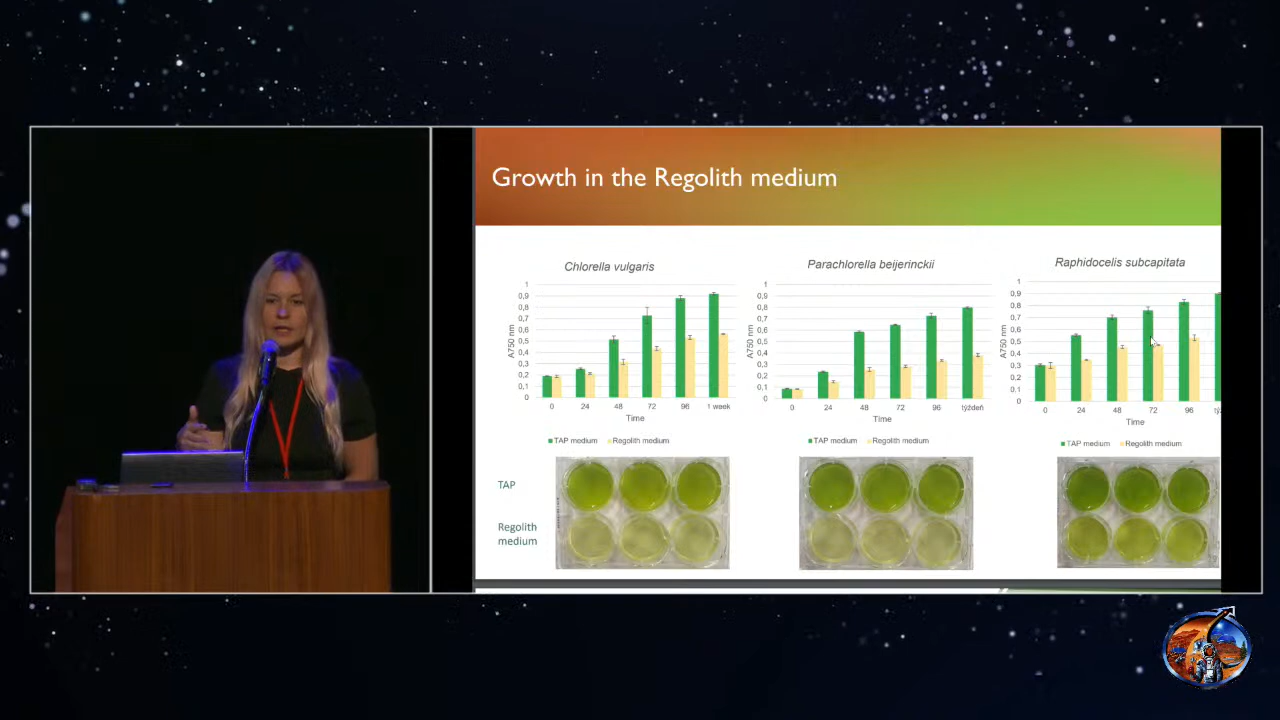 Growth in the Regolith medium
Chlorella vulgaris
1
0,9
0,8
0,7
0,6
0,5
0,4
0,3
0,2
0,1
0
A750 nm
0 24 48 72 96 1 week
Time
TAP medium Regolith medium
Parachlorella beijerinckii
1
0,9
0,8
0,7
0,6
0,5
0,4
0,3
0,2
0,1
0
A750 nm
0 24 48 72 96 týždeň
Time
TAP medium Regolith medium
Raphidocelis subcapitata
1
0,9
0,8
0,7
0,6
0,5
0,4
0,3
0,2
0,1
0
A750 nm
0 24 48 72 96
Time
TAP medium Regolith medium
TAP
Regolith
medium